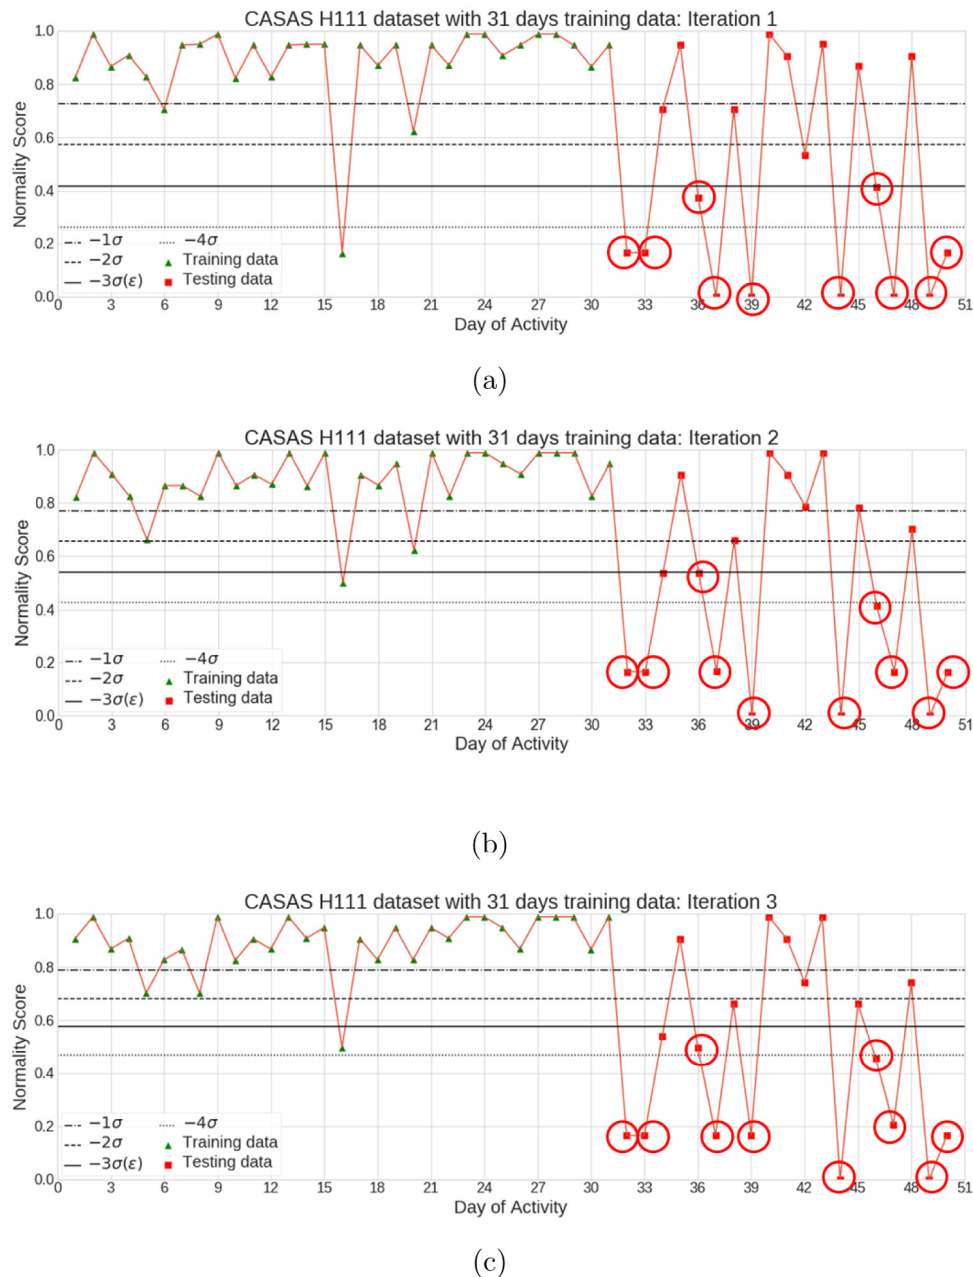 CASAS H111 dataset with 31 days training data: Iteration 1
1.0
0.8
0.6
0.4
0.2
0.0
Normality Score
−1σ
−2σ
−3σ(ε)
−4σ
Training data
Testing data
0 3 6 9 12 15 18 21 24 27 30 33 36 39 42 45 48 51
Day of Activity
(a)
CASAS H111 dataset with 31 days training data: Iteration 2
1.0
0.8
0.6
0.4
0.2
0.0
Normality Score
−1σ
−2σ
−3σ(ε)
−4σ
Training data
Testing data
0 3 6 9 12 15 18 21 24 27 30 33 36 39 42 45 48 51
Day of Activity
(b)
CASAS H111 dataset with 31 days training data: Iteration 3
1.0
0.8
0.6
0.4
0.2
0.0
Normality Score
−1σ
−2σ
−3σ(ε)
−4σ
Training data
Testing data
0 3 6 9 12 15 18 21 24 27 30 33 36 39 42 45 48 51
Day of Activity
(c)